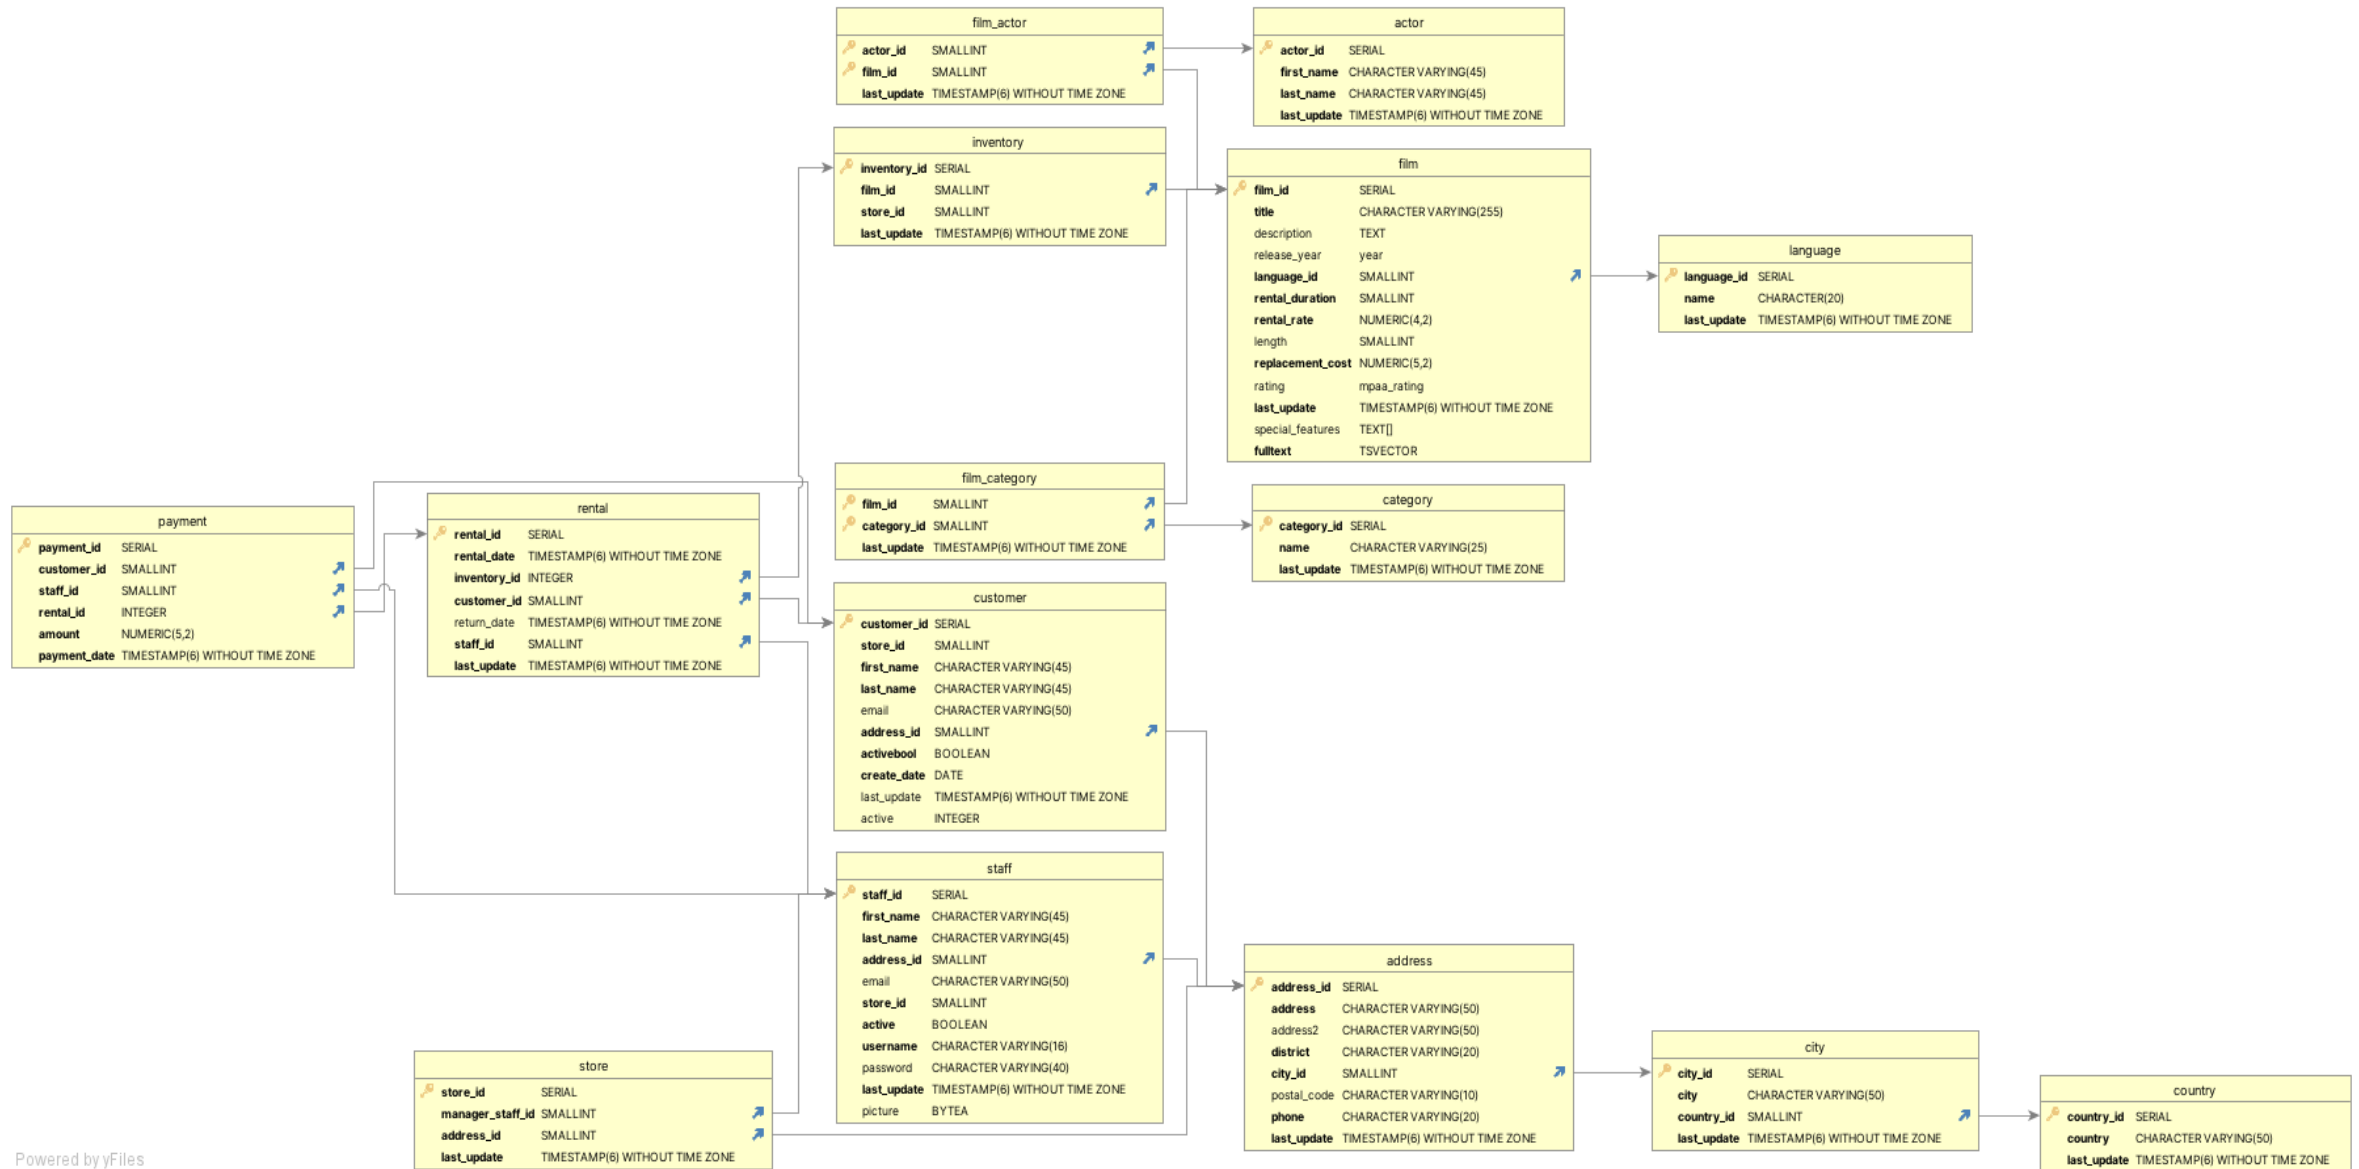 film_actor
actor_id SMALLINT
film_id SMALLINT
last_update TIMESTAMP(6) WITHOUT TIME ZONE
actor
actor_id SERIAL
first_name CHARACTER VARYING(45)
last_name CHARACTER VARYING(45)
last_update TIMESTAMP(6) WITHOUT TIME ZONE
inventory
inventory_id SERIAL
film_id SMALLINT
store_id SMALLINT
last_update TIMESTAMP(6) WITHOUT TIME ZONE
film
film_id SERIAL
title CHARACTER VARYING(255)
description TEXT
release_year year
language_id SMALLINT
rental_duration SMALLINT
rental_rate NUMERIC(4,2)
length SMALLINT
replacement_cost NUMERIC(5,2)
rating mpaa_rating
last_update TIMESTAMP(6) WITHOUT TIME ZONE
special_features TEXT[]
fulltext TSVECTOR
language
language_id SERIAL
name CHARACTER(20)
last_update TIMESTAMP(6) WITHOUT TIME ZONE
film_category
film_id SMALLINT
category_id SMALLINT
last_update TIMESTAMP(6) WITHOUT TIME ZONE
category
category_id SERIAL
name CHARACTER VARYING(25)
last_update TIMESTAMP(6) WITHOUT TIME ZONE
payment
payment_id SERIAL
customer_id SMALLINT
staff_id SMALLINT
rental_id INTEGER
amount NUMERIC(5,2)
payment_date TIMESTAMP(6) WITHOUT TIME ZONE
rental
rental_id SERIAL
rental_date TIMESTAMP(6) WITHOUT TIME ZONE
inventory_id INTEGER
customer_id SMALLINT
return_date TIMESTAMP(6) WITHOUT TIME ZONE
staff_id SMALLINT
last_update TIMESTAMP(6) WITHOUT TIME ZONE
customer
customer_id SERIAL
store_id SMALLINT
first_name CHARACTER VARYING(45)
last_name CHARACTER VARYING(45)
email CHARACTER VARYING(50)
address_id SMALLINT
activebool BOOLEAN
create_date DATE
last_update TIMESTAMP(6) WITHOUT TIME ZONE
active INTEGER
staff
staff_id SERIAL
first_name CHARACTER VARYING(45)
last_name CHARACTER VARYING(45)
address_id SMALLINT
email CHARACTER VARYING(50)
store_id SMALLINT
active BOOLEAN
username CHARACTER VARYING(16)
password CHARACTER VARYING(40)
last_update TIMESTAMP(6) WITHOUT TIME ZONE
picture BYTEA
store
store_id SERIAL
manager_staff_id SMALLINT
address_id SMALLINT
last_update TIMESTAMP(6) WITHOUT TIME ZONE
address
address_id SERIAL
address CHARACTER VARYING(50)
address2 CHARACTER VARYING(50)
district CHARACTER VARYING(20)
city_id SMALLINT
postal_code CHARACTER VARYING(10)
phone CHARACTER VARYING(20)
last_update TIMESTAMP(6) WITHOUT TIME ZONE
city
city_id SERIAL
city CHARACTER VARYING(50)
country_id SMALLINT
last_update TIMESTAMP(6) WITHOUT TIME ZONE
country
country_id SERIAL
country CHARACTER VARYING(50)
last_update TIMESTAMP(6) WITHOUT TIME ZONE
Powered by yFiles